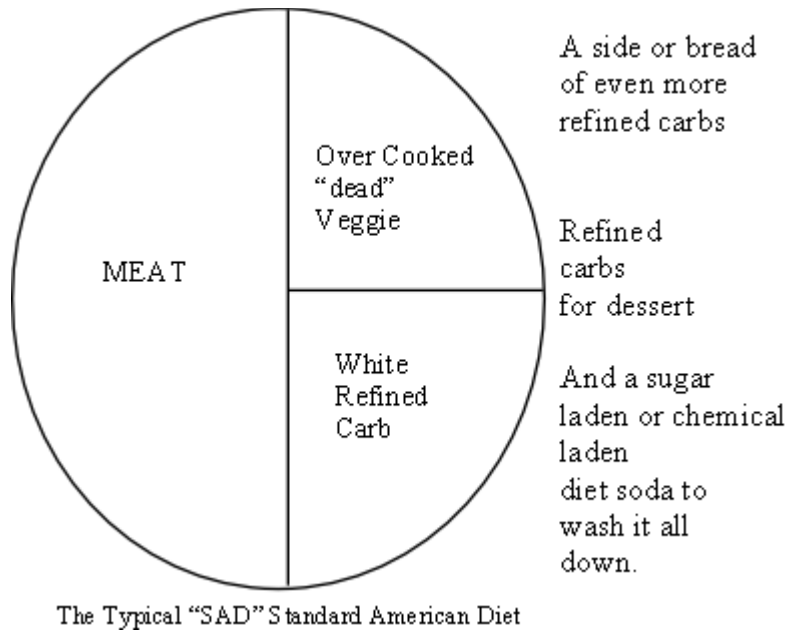 MEAT
Over Cooked
“dead”
Veggie
White
Refined
Carb
A side or bread
of even more
refined carbs
Refined
carbs
for dessert
And a sugar
laden or chemical
laden
diet soda to
wash it all
down.
The Typical “SAD” Standard American Diet